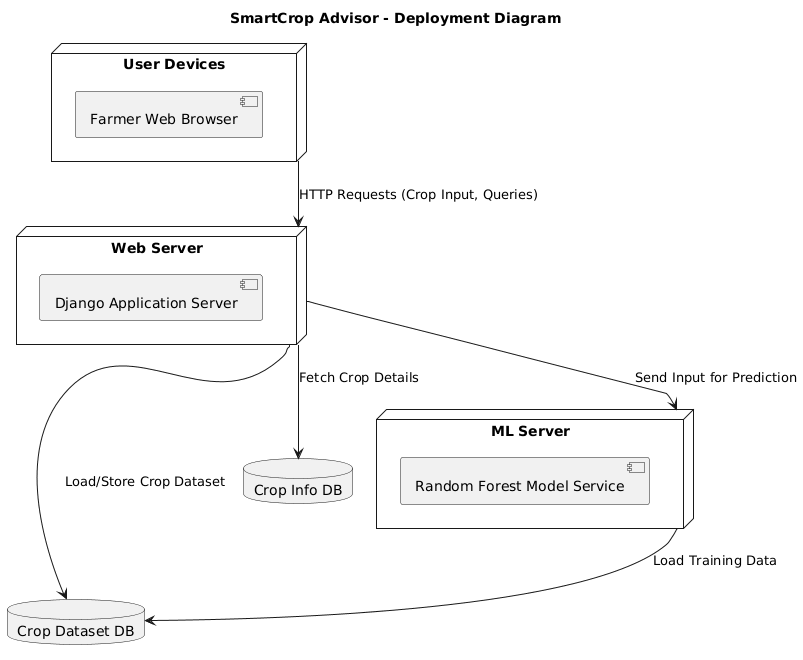 SmartCrop Advisor - Deployment Diagram
User Devices
Farmer Web Browser
HTTP Requests (Crop Input, Queries)
Web Server
Django Application Server
Fetch Crop Details
Send Input for Prediction
ML Server
Random Forest Model Service
Load/Store Crop Dataset
Crop Info DB
Load Training Data
Crop Dataset DB